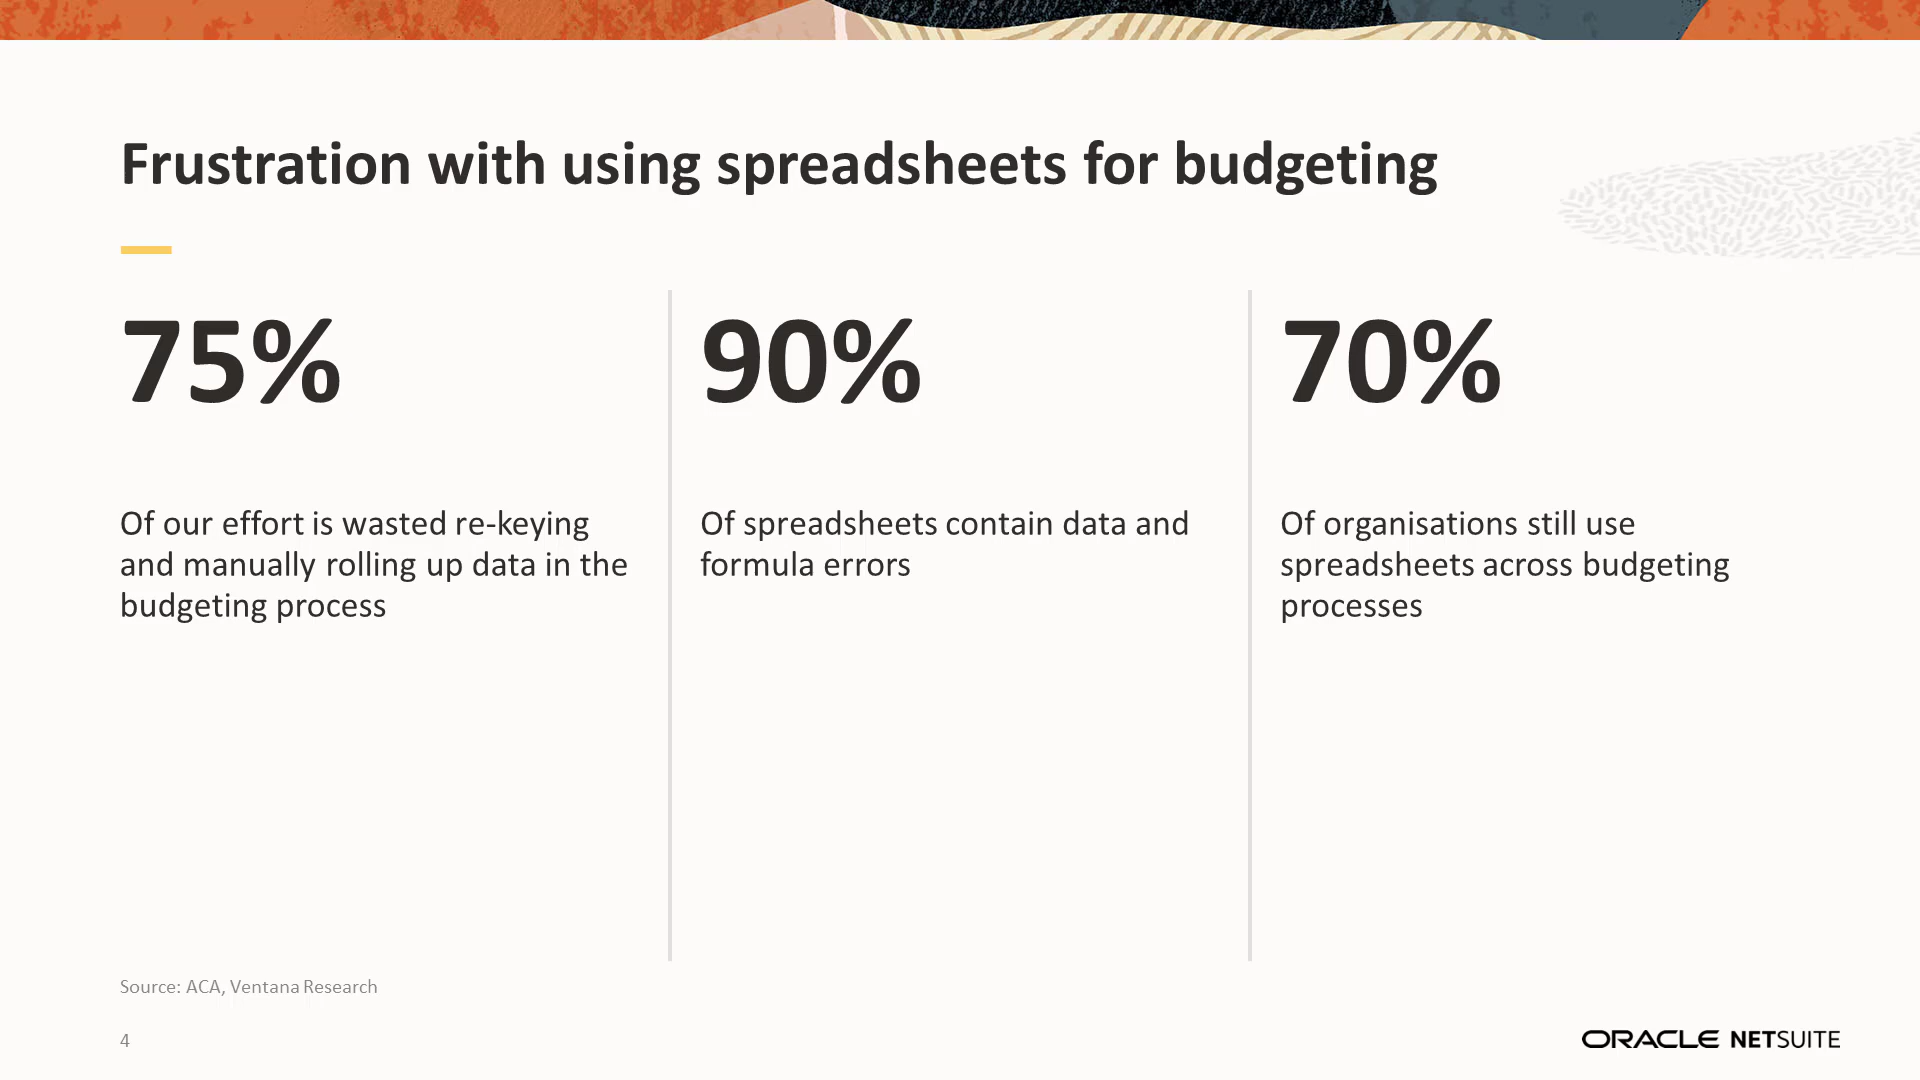 Frustration with using spreadsheets for budgeting
75%
Of our effort is wasted re-keying
and manually rolling up data in the
budgeting process
90%
Of spreadsheets contain data and
formula errors
70%
Of organisations still use
spreadsheets across budgeting
processes
Source: ACA, Ventana Research
4
ORACLE NETSUITE